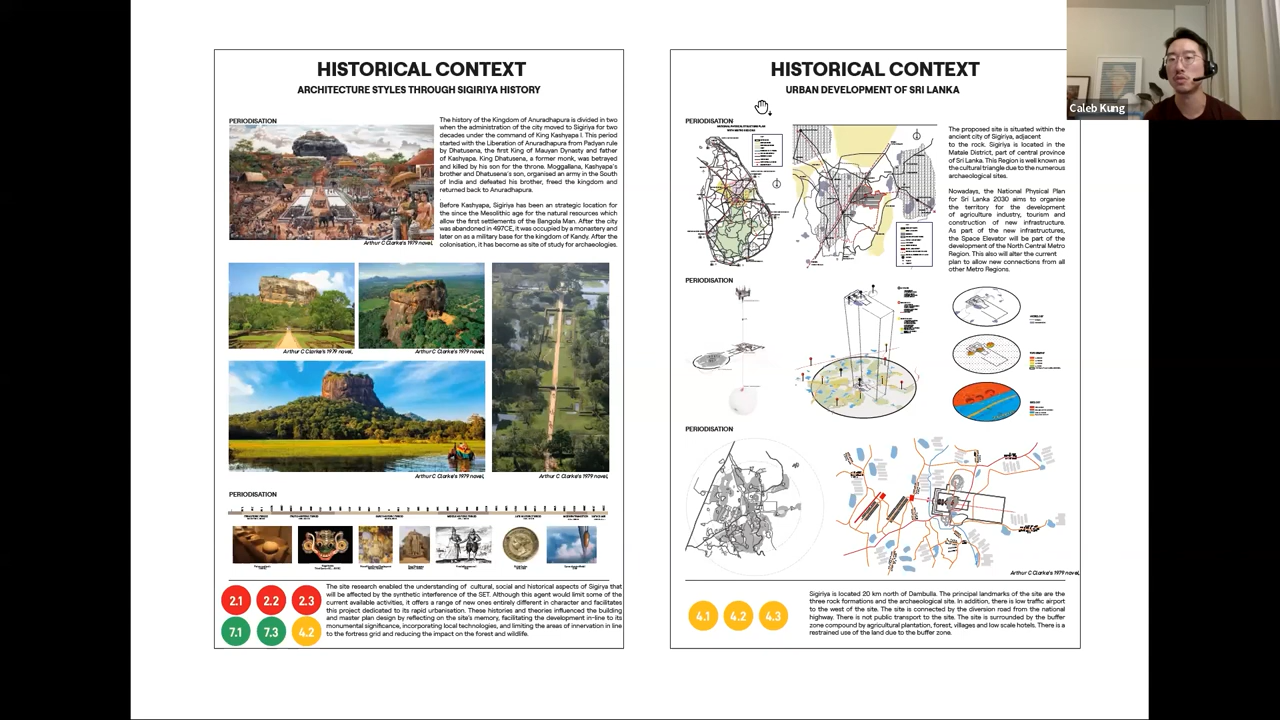 HISTORICAL CONTEXT
ARCHITECTURE STYLES THROUGH SIGIRIYA HISTORY
PERIODISATION
The history of the Kingdom of Anuradhapura is divided in two
when the administration of the city moved to Sigiriya for two
decades under the command of King Kashyapa I. This period
started with the Liberation of Anuradhapura from Padyan rule
by Dhatusena, the first King of Mauyan Dynasty and father
of Kashyapa. King Dhatusena, a former monk, was betrayed
and killed by his son for the throne. Moggallana, Kashyapa's
brother and Dhatusena's son, organised an army in the South
of India and defeated his brother, freed the kingdom and
returned back to Anuradhapura.
Before Kashyapa, Sigiriya has been an strategic location for
the since the Mesolithic age for the natural resources which
allow the first settlements of the Bangola Man. After the city
was abandoned in 497CE, it was occupied by a monastery and
later on as a military base for the kingdom of Kandy. After the
colonisation, it has become as site of study for archaeologies.
Arthur C Clarke's 1979 novel,
Arthur C Clarke's 1979 novel,
Arthur C Clarke's 1979 novel,
Arthur C Clarke's 1979 novel,
Arthur C Clarke's 1979 novel,
PERIODISATION
2.1
2.2
2.3
7.1
7.3
4.2
The site research enabled the understanding of cultural, social and historical aspects of Sigiriya that
will be affected by the synthetic interference of the SET. Although this agent would limit some of the
current available activities, it offers a range of new ones entirely different in character and facilitates
this project dedicated to its rapid urbanisation. These histories and theories influenced the building
and master plan design by reflecting on the site's memory, facilitating the development in-line to its
monumental significance, incorporating local technologies, and limiting the areas of innervation in line
to the fortress grid and reducing the impact on the forest and wildlife.
HISTORICAL CONTEXT
URBAN DEVELOPMENT OF SRI LANKA
PERIODISATION
The proposed site is situated within the
ancient city of Sigiriya, adjacent
to the rock. Sigiriya is located in the
Matale District, part of central province
of Sri Lanka. This Region is well known as
the cultural triangle due to the numerous
archaeological sites.
Nowadays, the National Physical Plan
for Sri Lanka 2030 aims to organise
the territory for the development
of agriculture industry, tourism and
construction of new infrastructure.
As part of the new infrastructures,
the Space Elevator will be part of the
development of the North Central Metro
Region. This also will alter the current
plan to allow new connections from all
other Metro Regions.
PERIODISATION
PERIODISATION
Arthur C Clarke's 1979 novel,
4.1
4.2
4.3
Sigiriya is located 20 km north of Dambulla. The principal landmarks of the site are the
three rock formations and the archaeological site. In addition, there is low traffic airport
to the west of the site. The site is connected by the diversion road from the national
highway. There is not public transport to the site. The site is surrounded by the buffer
zone compound by agricultural plantation, forest, villages and low scale hotels. There is a
restrained use of the land due to the buffer zone.
Caleb Kung